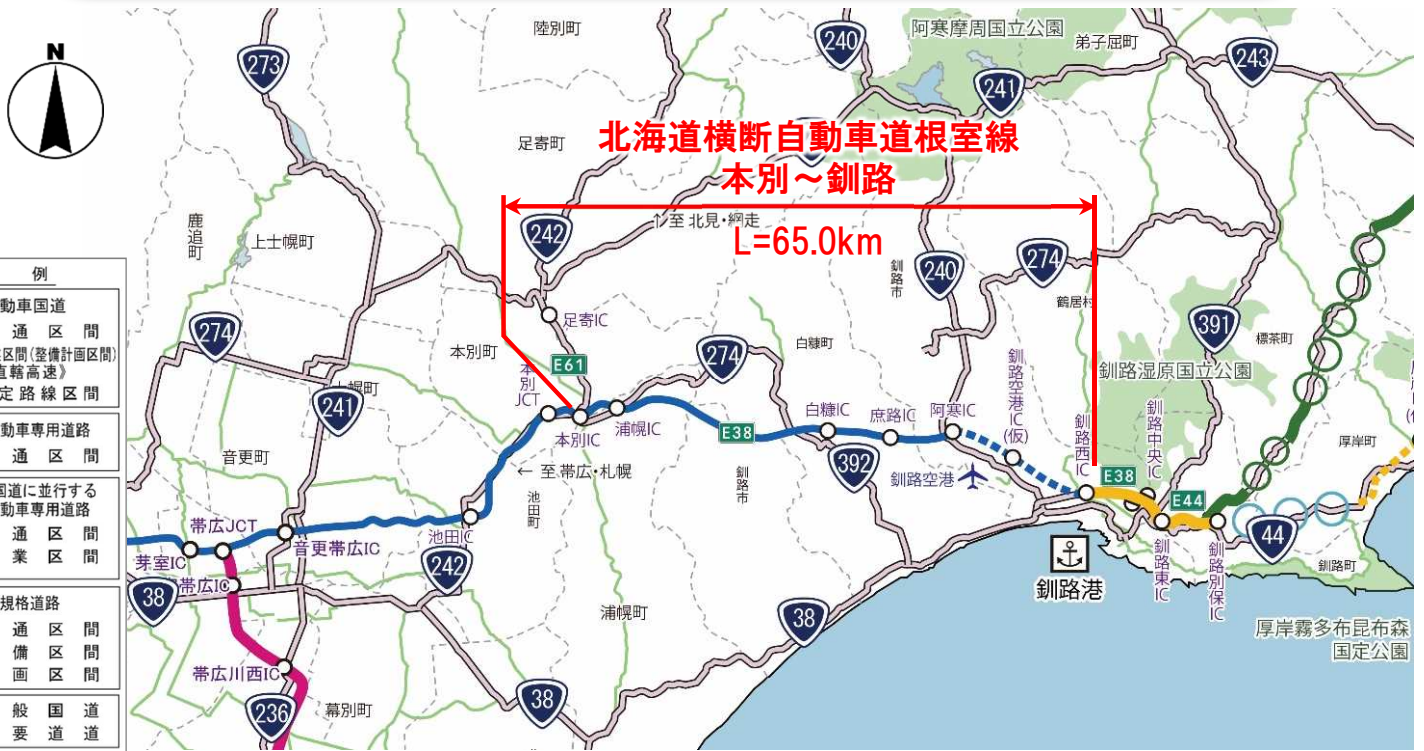 N
273
陸別町
240
阿寒摩周国立公園
弟子屈町
243
241
足寄町
北海道横断自動車道根室線
本別～釧路
L=65.0km
↑至 北見・網走
242
鹿追町
上士幌町
釧路市
240
274
鶴居村
391
標茶町
例
動車国道
通区間
区間(整備計画区間)
直轄高速》
定路線区間
動車専用道路
通区間
国道に並行する
動車専用道路
通区間
業区間
規格道路
通区間
備区間
画区間
般国道
要道道
274
足寄IC
本別町
E61
274
白糠町
釧路湿原国立公園
士幌町
241
本別JCT
本別IC
浦幌IC
E38
白糠IC
庶路IC
阿寒IC
釧路空港IC(仮)
釧路西IC
釧路中央IC
厚岸町
音更町
← 至 帯広・札幌
池田町
釧路市
392
釧路空港
E38
E44
帯広JCT
芽室IC
音更帯広IC
池田IC
242
44
釧路東IC
釧路別保IC
釧路町
38
帯広IC
釧路港
浦幌町
38
厚岸霧多布昆布森
国定公園
帯広川西IC
236
幕別町
38